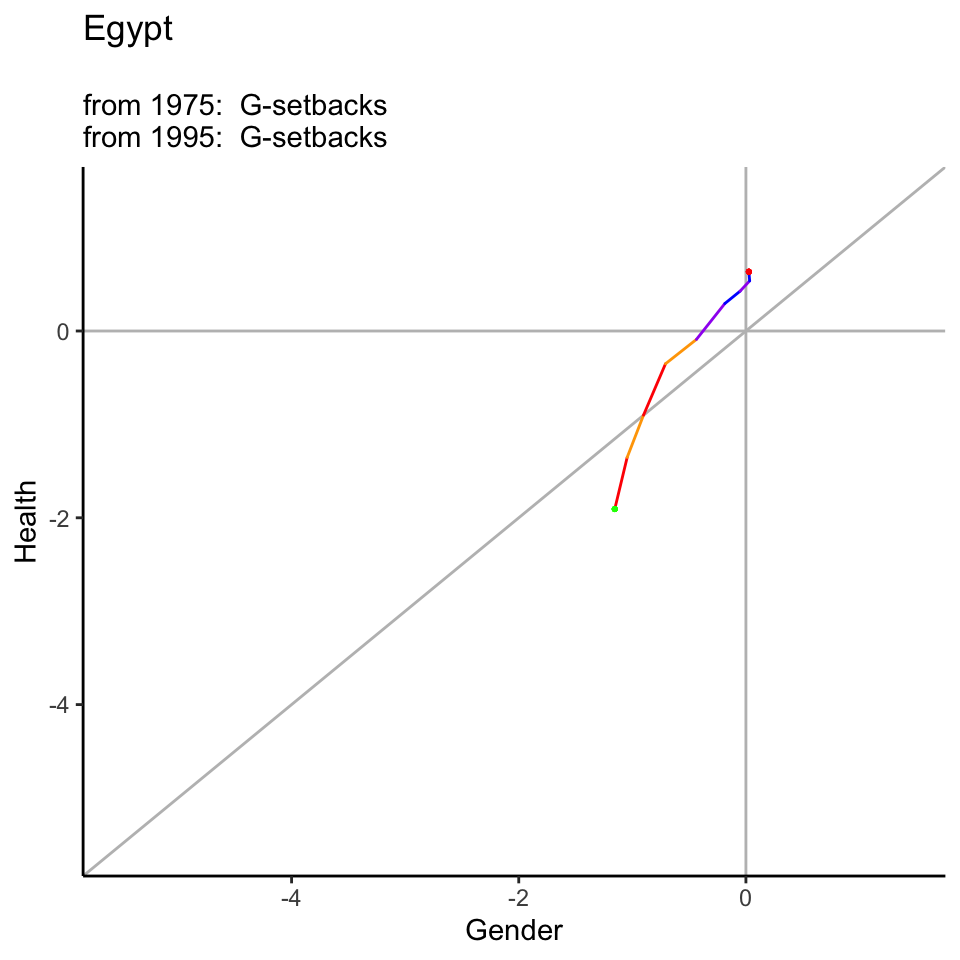 Egypt
from 1975:  G-setbacks
from 1995:  G-setbacks
Health
0
-2
-4
-4
-2
0
Gender